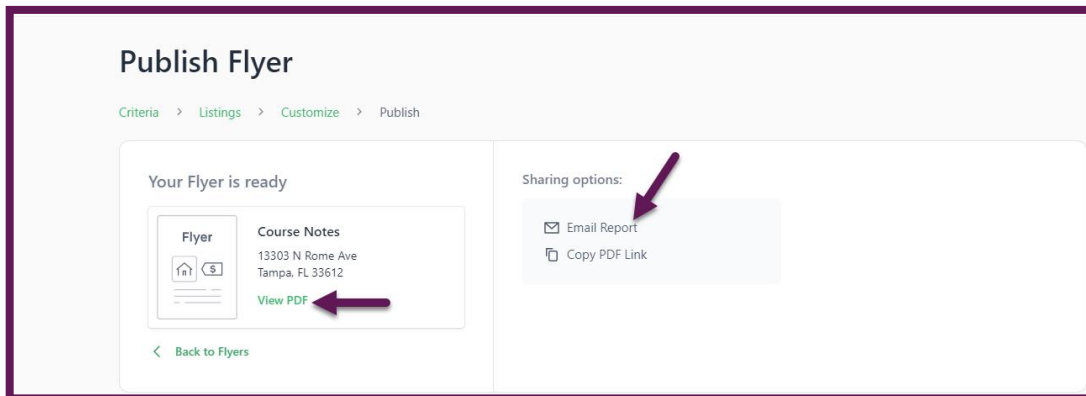 Publish Flyer
Criteria > Listings > Customize > Publish
Your Flyer is ready
Flyer
$
Course Notes
13303 N Rome Ave
Tampa, FL 33612
View PDF
< Back to Flyers
Sharing options:
Email Report
Copy PDF Link